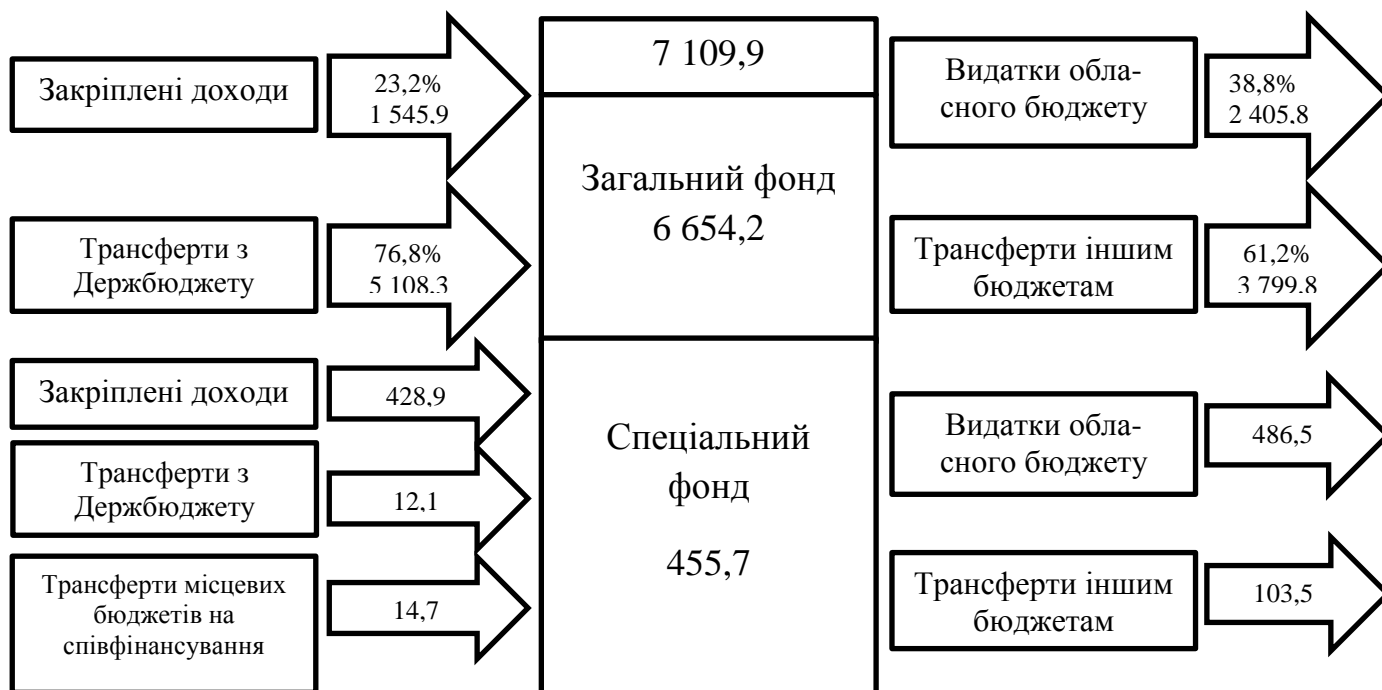 Закріплені доходи
23,2%
1 545,9
Трансферти з
Держбюджету
76,8%
5 108,3
Закріплені доходи
428,9
Трансферти з
Держбюджету
12,1
Трансферти місцевих
бюджетів на
співфінансування
14,7
7 109,9
Загальний фонд
6 654,2
Спеціальний
фонд
455,7
Видатки обла-
сного бюджету
38,8%
2 405,8
Трансферти іншим
бюджетам
61,2%
3 799,8
Видатки обла-
сного бюджету
486,5
Трансферти іншим
бюджетам
103,5